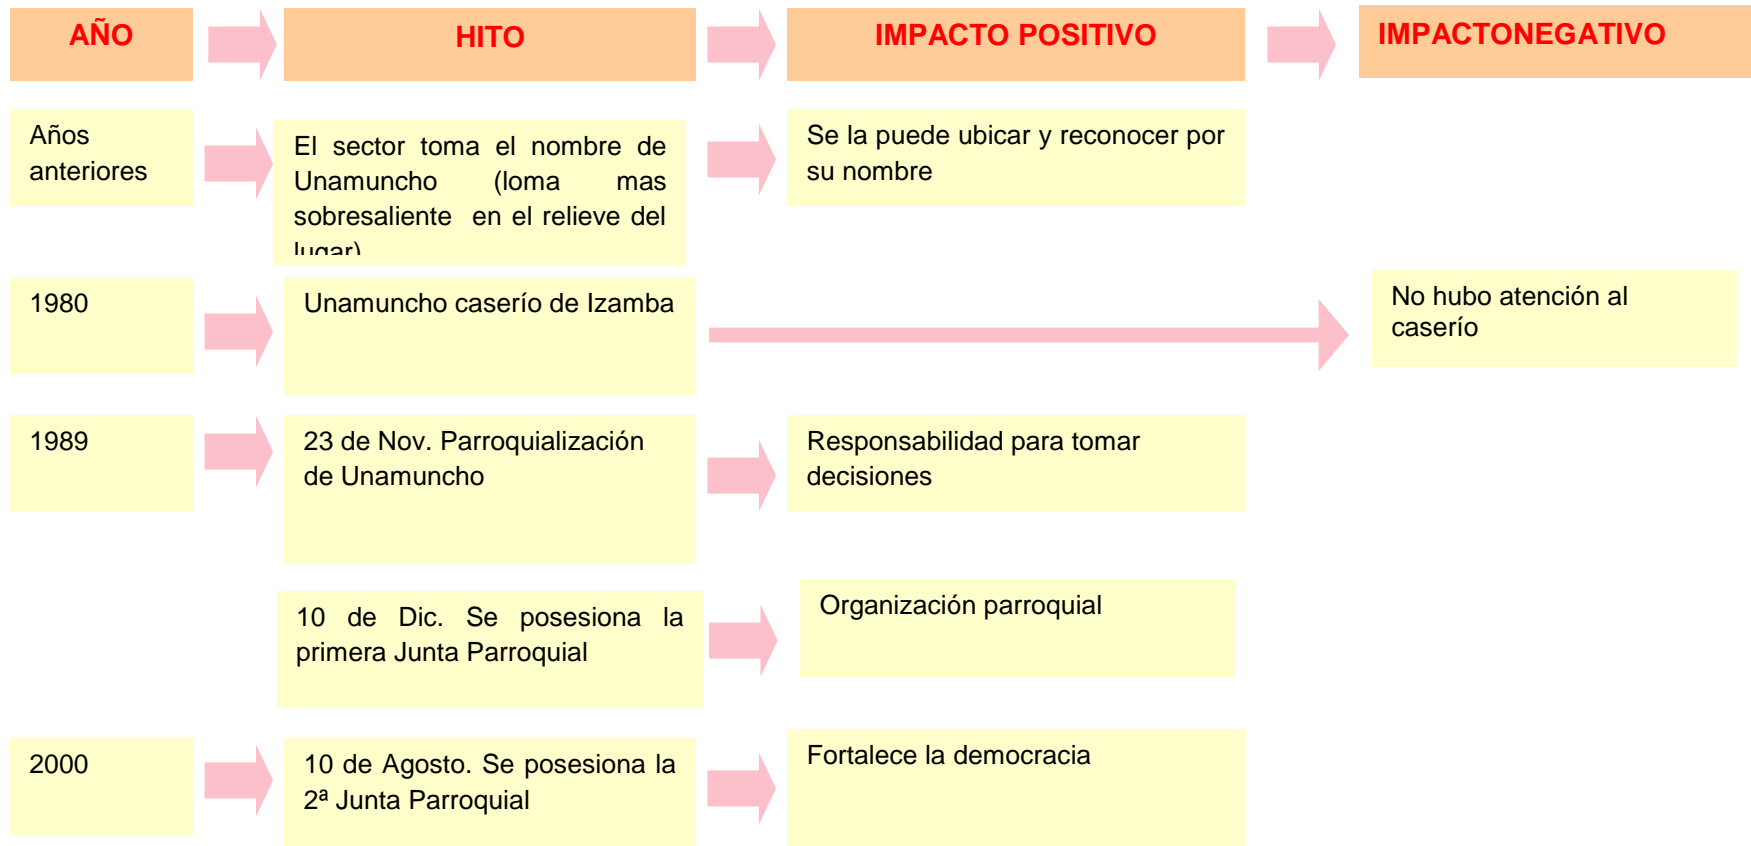 AÑO
HITO
IMPACTO POSITIVO
IMPACTONEGATIVO
Años
anteriores
El sector toma el nombre de
Unamuncho (loma mas
sobresaliente en el relieve del
lugar)
Se la puede ubicar y reconocer por
su nombre
1980
Unamuncho caserío de Izamba
No hubo atención al
caserío
1989
23 de Nov. Parroquialización
de Unamuncho
Responsabilidad para tomar
decisiones
10 de Dic. Se posesiona la
primera Junta Parroquial
Organización parroquial
2000
10 de Agosto. Se posesiona la
2ª Junta Parroquial
Fortalece la democracia